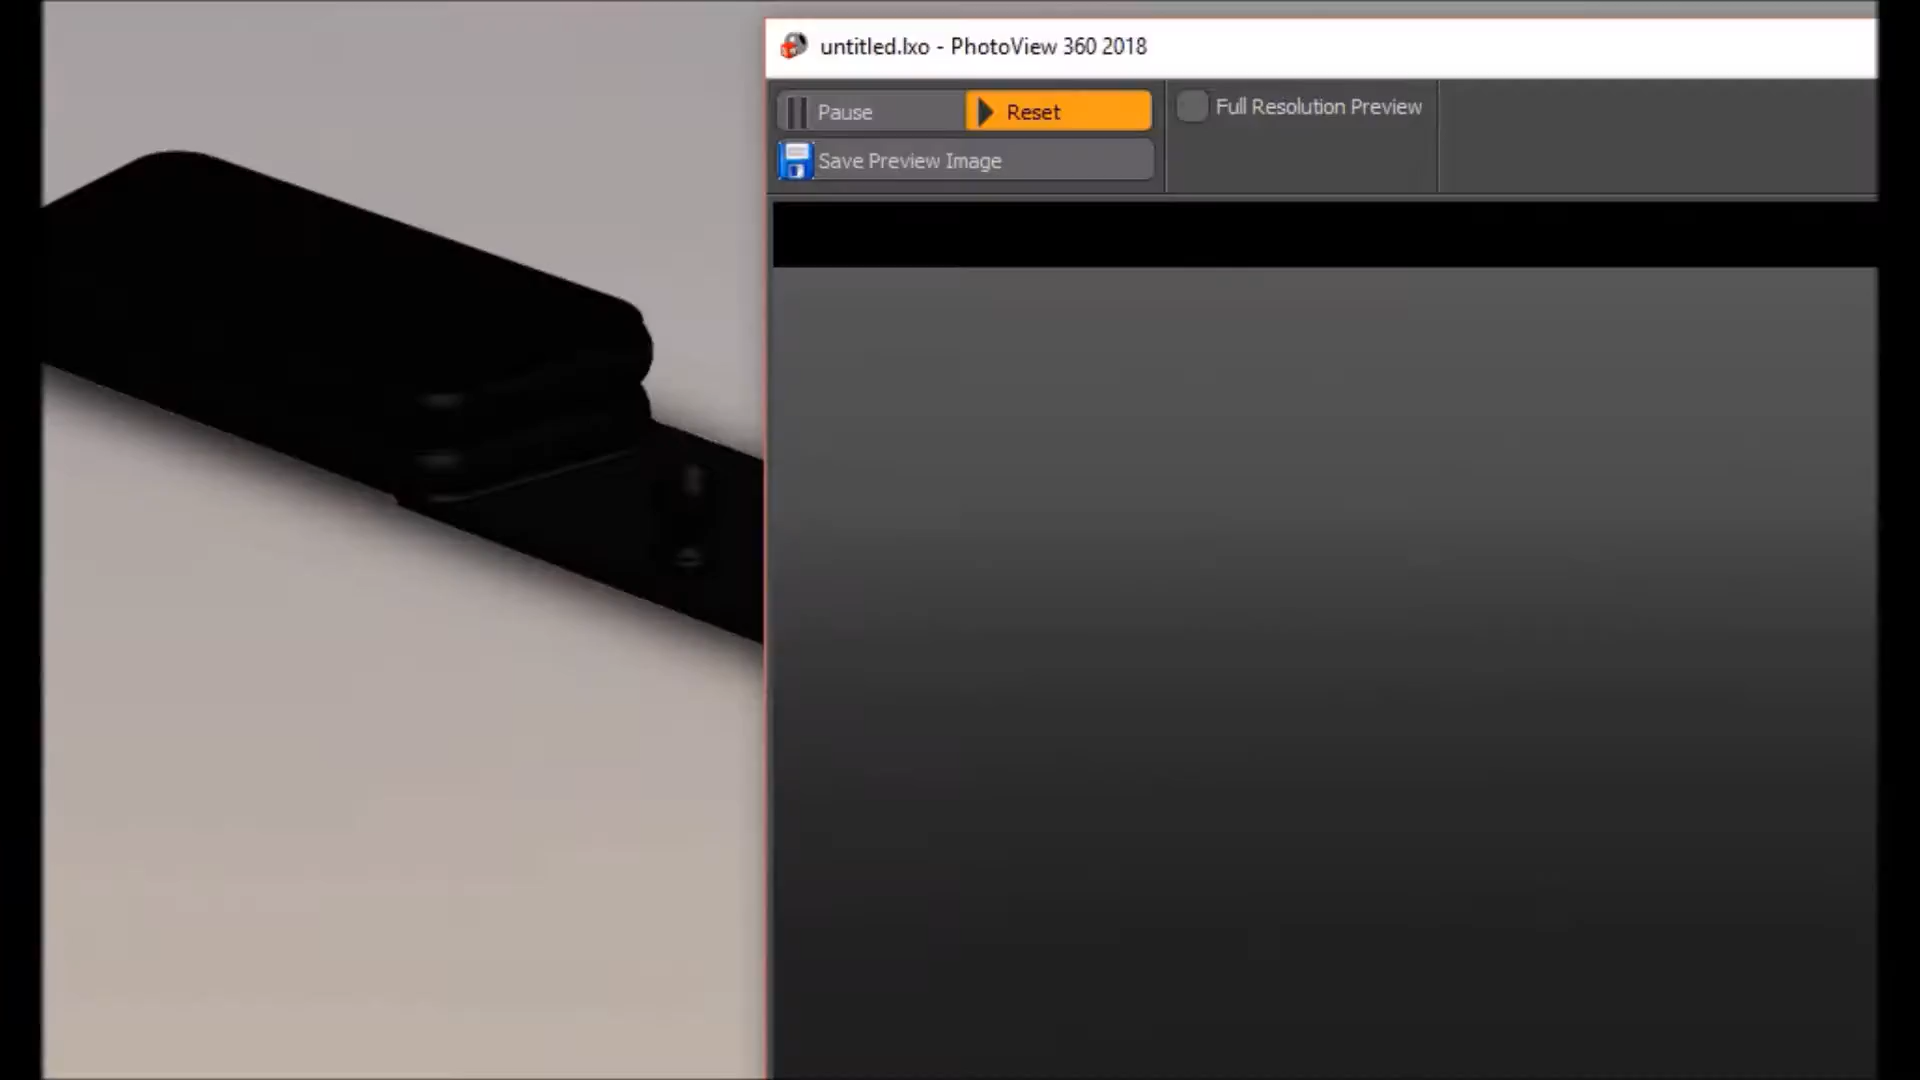 untitled.lxo - PhotoView 360 2018
Pause
Reset
Full Resolution Preview
Save Preview Image